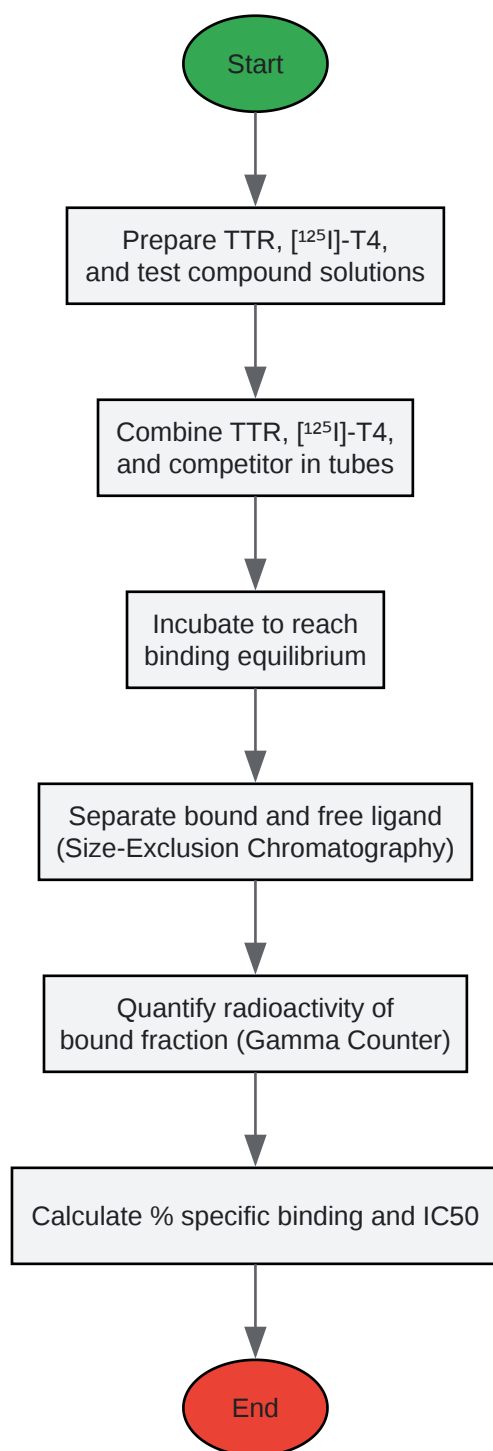 Start
Prepare TTR, [¹²⁵I]-T4,
and test compound solutions
Combine TTR, [¹²⁵I]-T4,
and competitor in tubes
Incubate to reach
binding equilibrium
Separate bound and free ligand
(Size-Exclusion Chromatography)
Quantify radioactivity of
bound fraction (Gamma Counter)
Calculate % specific binding and IC50
End